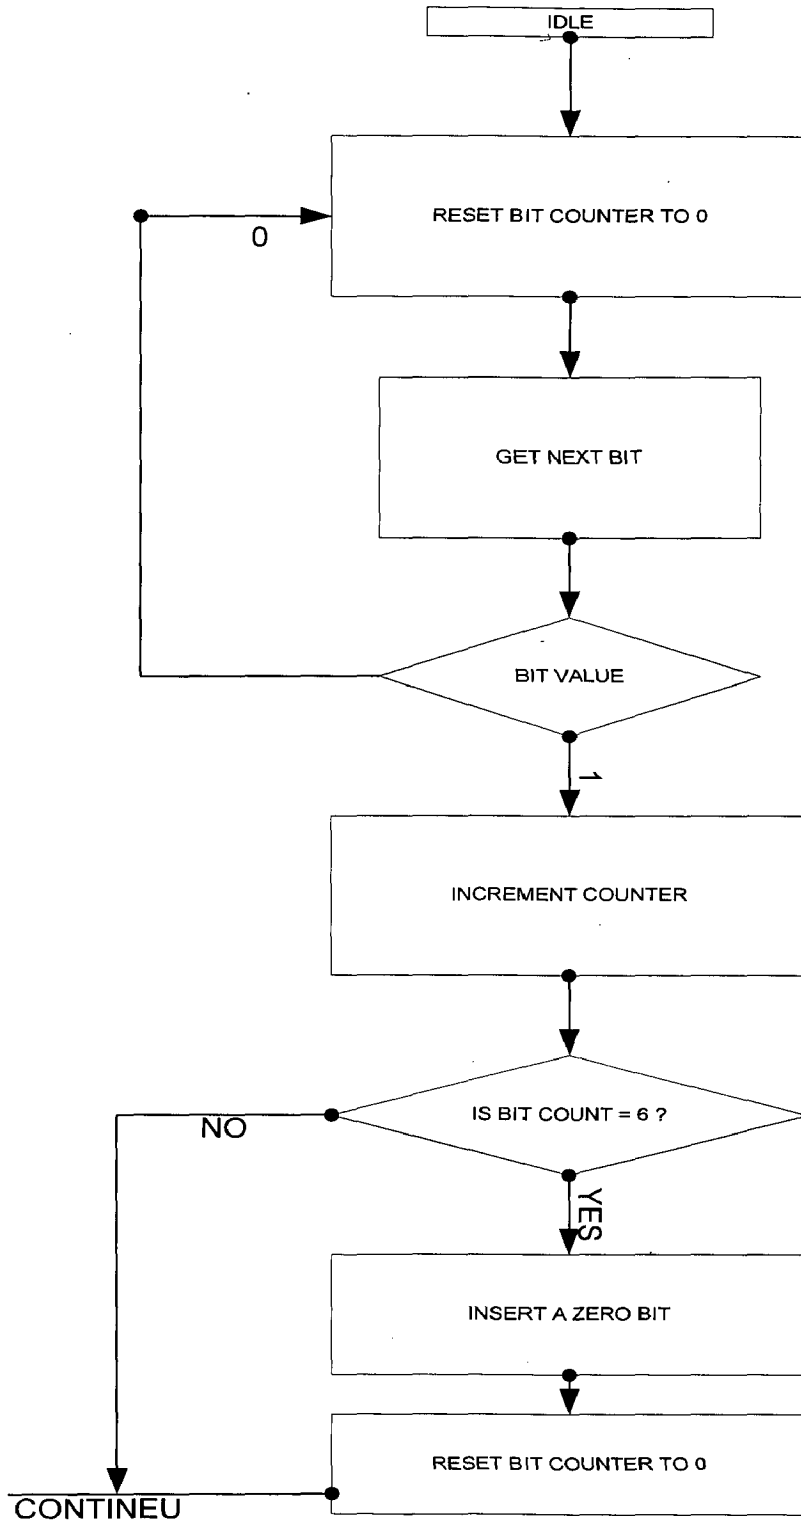 IDLE
RESET BIT COUNTER TO 0
0
GET NEXT BIT
BIT VALUE
1
INCREMENT COUNTER
IS BIT COUNT = 6 ?
NO
YES
INSERT A ZERO BIT
RESET BIT COUNTER TO 0
CONTINEU